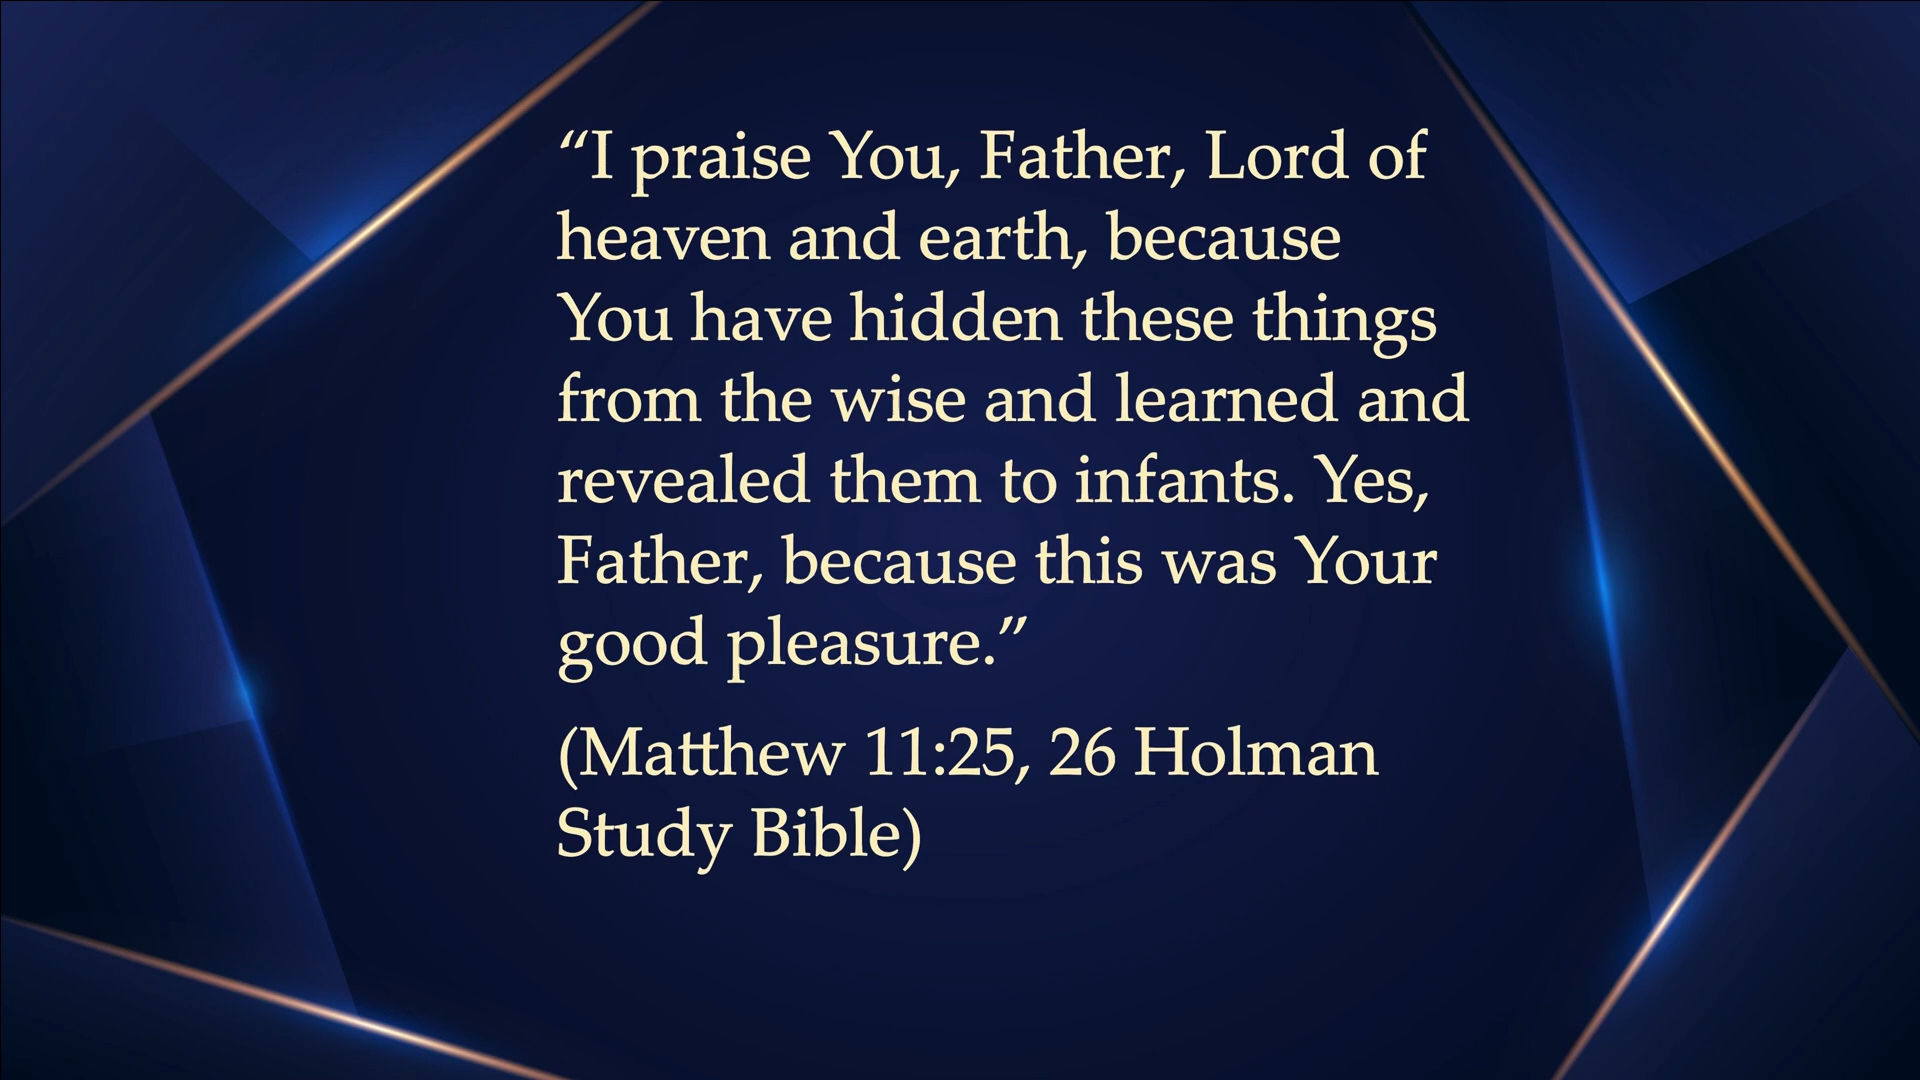 “I praise You, Father, Lord of
heaven and earth, because
You have hidden these things
from the wise and learned and
revealed them to infants. Yes,
Father, because this was Your
good pleasure.”
(Matthew 11:25, 26 Holman
Study Bible)